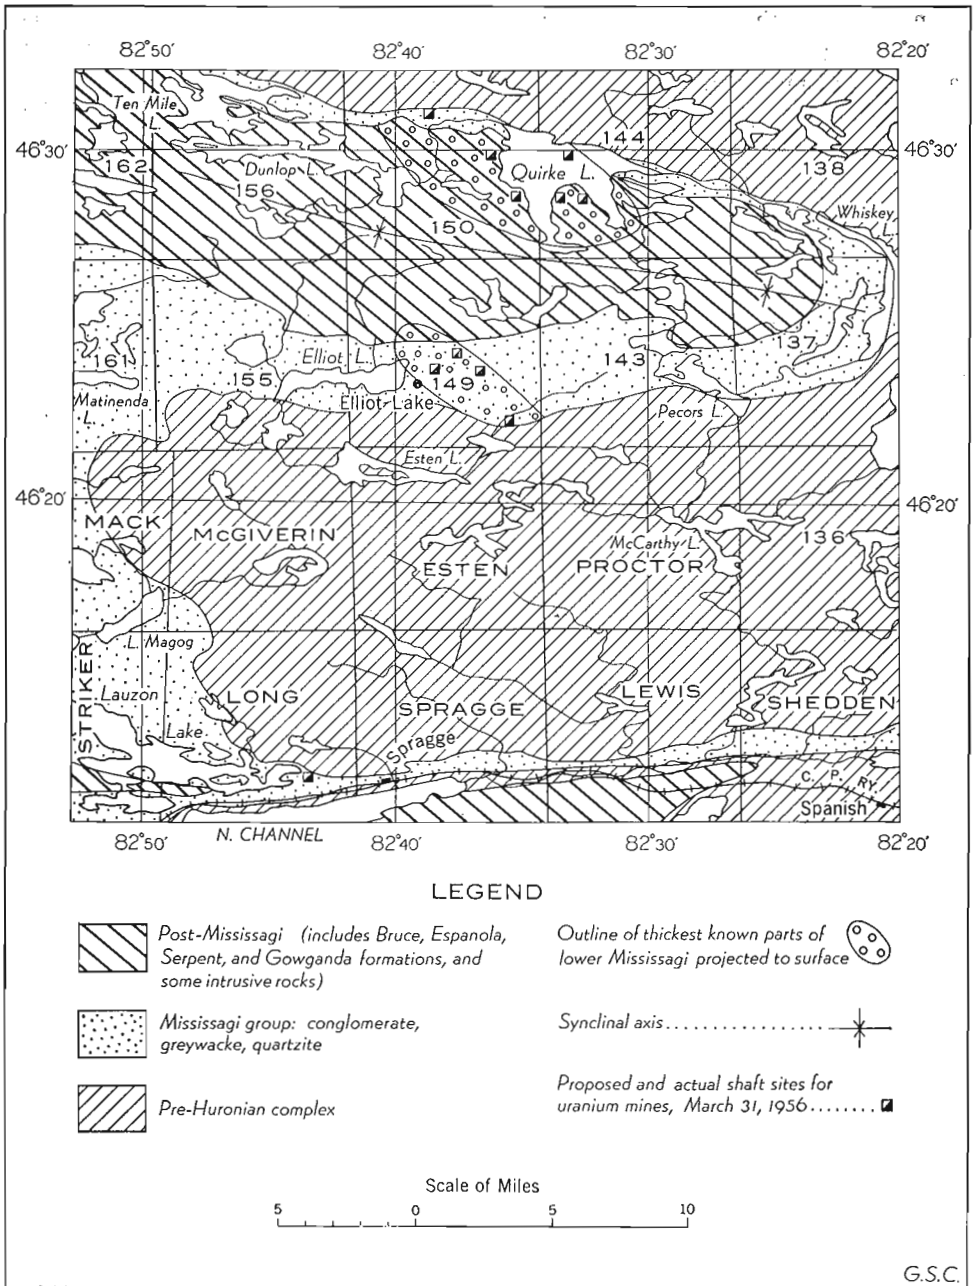 82°50' 82°40' 82°30' 82°20'
Ten Mile
L.
144
46°30' 46°30'
162 138
Dunlop L. Quirke L.
156
Whiskey
L.
150
137
161 Elliot L. 143
155 149
Matinenda
L.
Elliot Lake
Pecors L.
Esten L.
46°20' 46°20'
MACK
McGIVERIN 136
McCarthy L.
ESTEN PROCTOR
L. Magog
STRIKER
Lauzon
Lake
LONG SPRAGGE LEWIS SHEDDEN
Spragge
C. P. RY.
Spanish
N. CHANNEL
82°50' 82°40' 82°30' 82°20'
LEGEND
Post-Mississagi (includes Bruce, Espanola,
Serpent, and Gowganda formations, and
some intrusive rocks)
Mississagi group: conglomerate,
greywacke, quartzite
Pre-Huronian complex
Outline of thickest known parts of
lower Mississagi projected to surface
Synclinal axis
Proposed and actual shaft sites for
uranium mines, March 31, 1956
Scale of Miles
5 0 5 10
G.S.C.